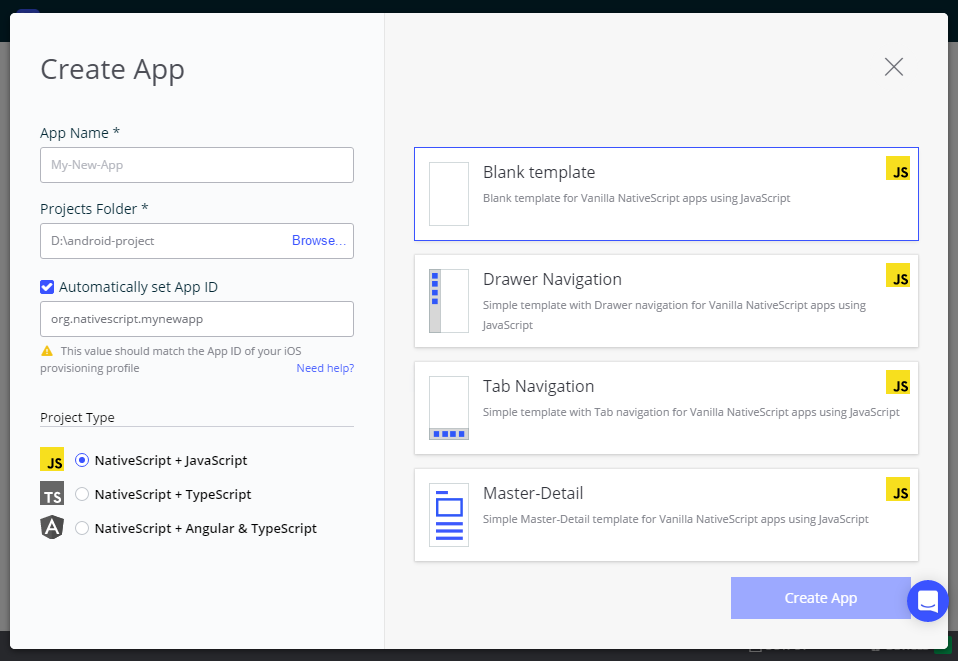 Create App
App Name *
My-New-App
Projects Folder *
D:\android-project
Browse...
Automatically set App ID
org.nativescript.mynewapp
This value should match the App ID of your iOS
provisioning profile
Need help?
Project Type
JS
NativeScript + JavaScript
TS
NativeScript + TypeScript
A
NativeScript + Angular & TypeScript
Blank template
JS
Blank template for Vanilla NativeScript apps using JavaScript
Drawer Navigation
JS
Simple template with Drawer navigation for Vanilla NativeScript apps using
JavaScript
Tab Navigation
JS
Simple template with Tab navigation for Vanilla NativeScript apps using JavaScript
Master-Detail
JS
Simple Master-Detail template for Vanilla NativeScript apps using JavaScript
Create App